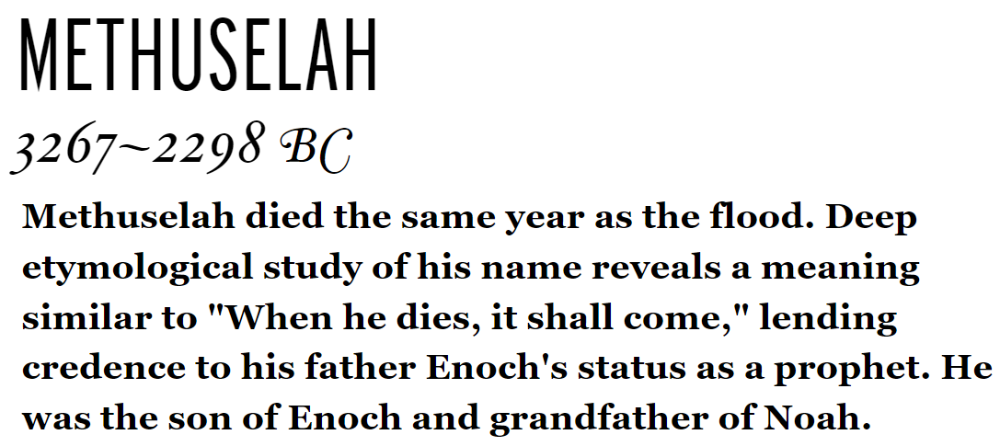 METHUSELAH
3267~2298 BC
Methuselah died the same year as the flood. Deep
etymological study of his name reveals a meaning
similar to "When he dies, it shall come," lending
credence to his father Enoch's status as a prophet. He
was the son of Enoch and grandfather of Noah.